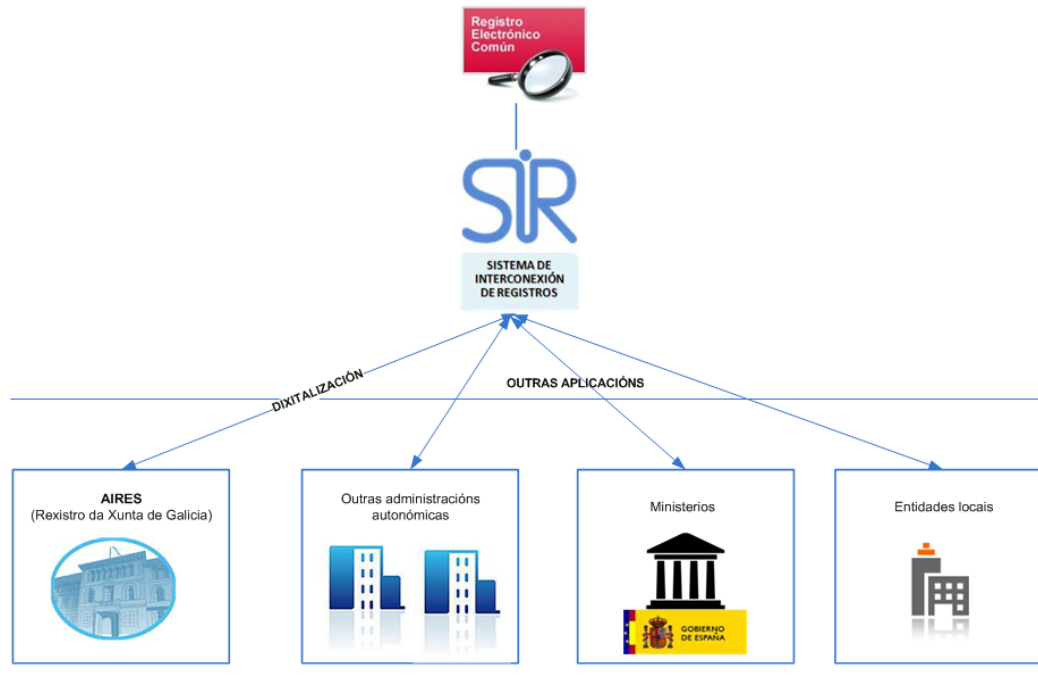 Registro
Electrónico
Común
SIR
SISTEMA DE
INTERCONEXIÓN
DE REGISTROS
DIXITALIZACIÓN
OUTRAS APLICACIÓNS
AIRES
(Rexistro da Xunta de Galicia)
Outras administracións
autonómicas
Ministerios
GOBIERNO
DE ESPAÑA
Entidades locais